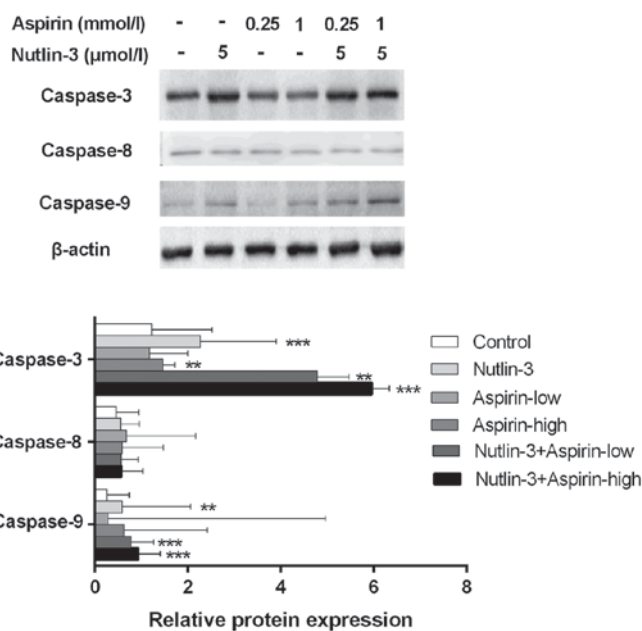 Aspirin (mmol/l) - - 0.25 1 0.25 1
Nutlin-3 (μmol/l) - 5 - - 5 5
Caspase-3
Caspase-8
Caspase-9
β-actin
Caspase-3
***
**
**
***
Caspase-8
Caspase-9
**
***
***
0 2 4 6 8
Relative protein expression
Control
Nutlin-3
Aspirin-low
Aspirin-high
Nutlin-3+Aspirin-low
Nutlin-3+Aspirin-high